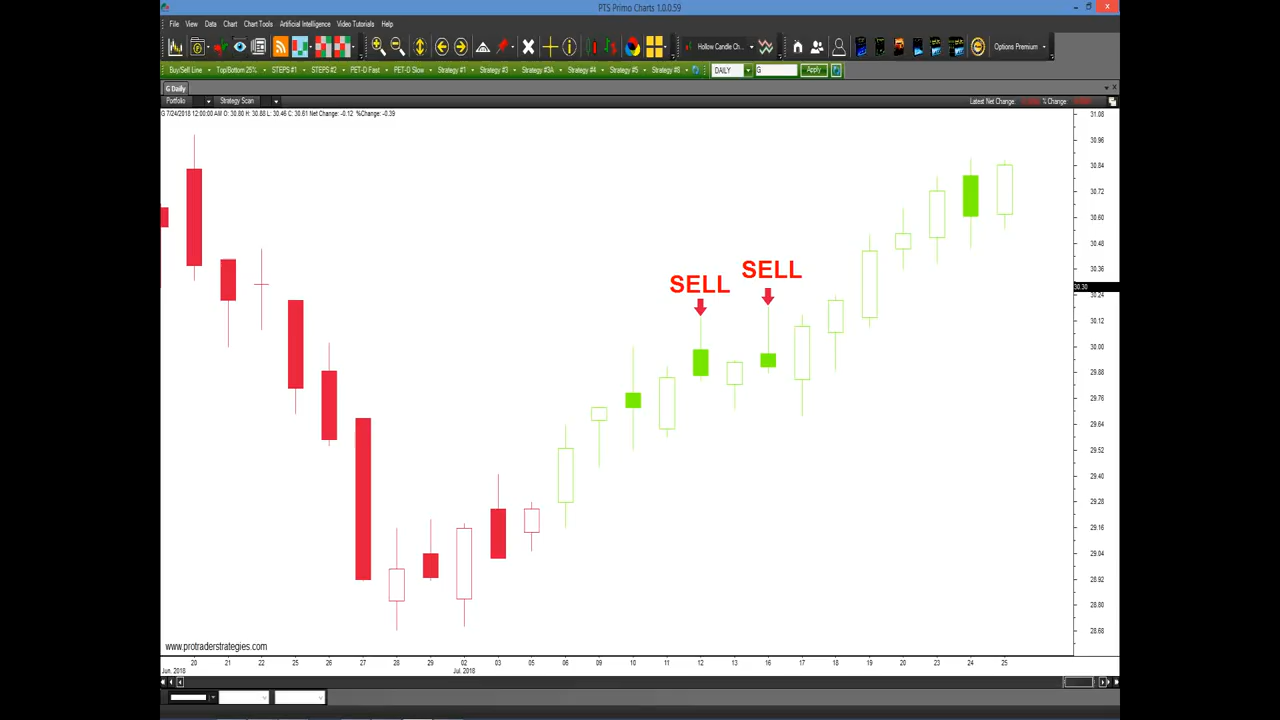 PTS Primo Charts 1.0.0.59
File View Data Chart Chart Tools Artificial Intelligence Video Tutorials Help
Hollow Candle Ch... Options Premium
Buy/Sell Line Top/Bottom 25% STEPS #1 STEPS #2 PET-D Fast PET-D Slow Strategy #1 Strategy #3 Strategy #3A Strategy #4 Strategy #5 Strategy #8 DAILY G Apply
G Daily
Portfolio Strategy Scan Latest Net Change: % Change:
G 7/24/2018 12:00:00 AM O: 30.80 H: 30.88 L: 30.46 C: 30.61 Net Change: -0.12 %Change: -0.39
31.08
30.96
30.84
30.72
30.60
30.48
SELL
30.36
SELL
30.30
30.24
30.12
30.00
29.88
29.76
29.64
29.52
29.40
29.28
29.16
29.04
28.92
28.80
28.68
www.protraderstrategies.com
20 21 22 25 26 27 28 29 02 03 05 06 09 10 11 12 13 16 17 18 19 20 23 24 25
Jun. 2018 Jul. 2018